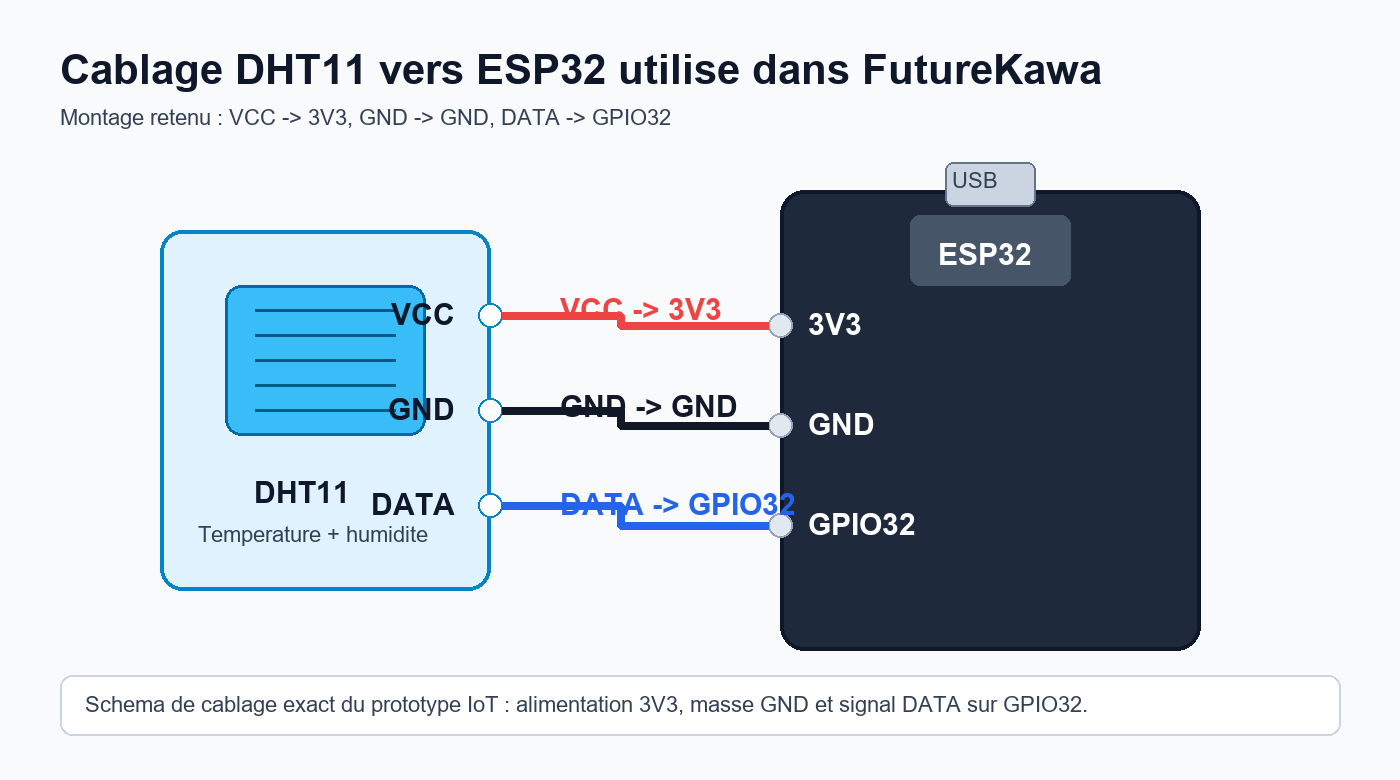 Cablage DHT11 vers ESP32 utilise dans FutureKawa
Montage retenu : VCC -> 3V3, GND -> GND, DATA -> GPIO32
USB
ESP32
VCC
VCC -> 3V3
3V3
GND
GND -> GND
GND
DHT11
DATA
DATA -> GPIO32
GPIO32
Temperature + humidite
Schema de cablage exact du prototype IoT : alimentation 3V3, masse GND et signal DATA sur GPIO32.